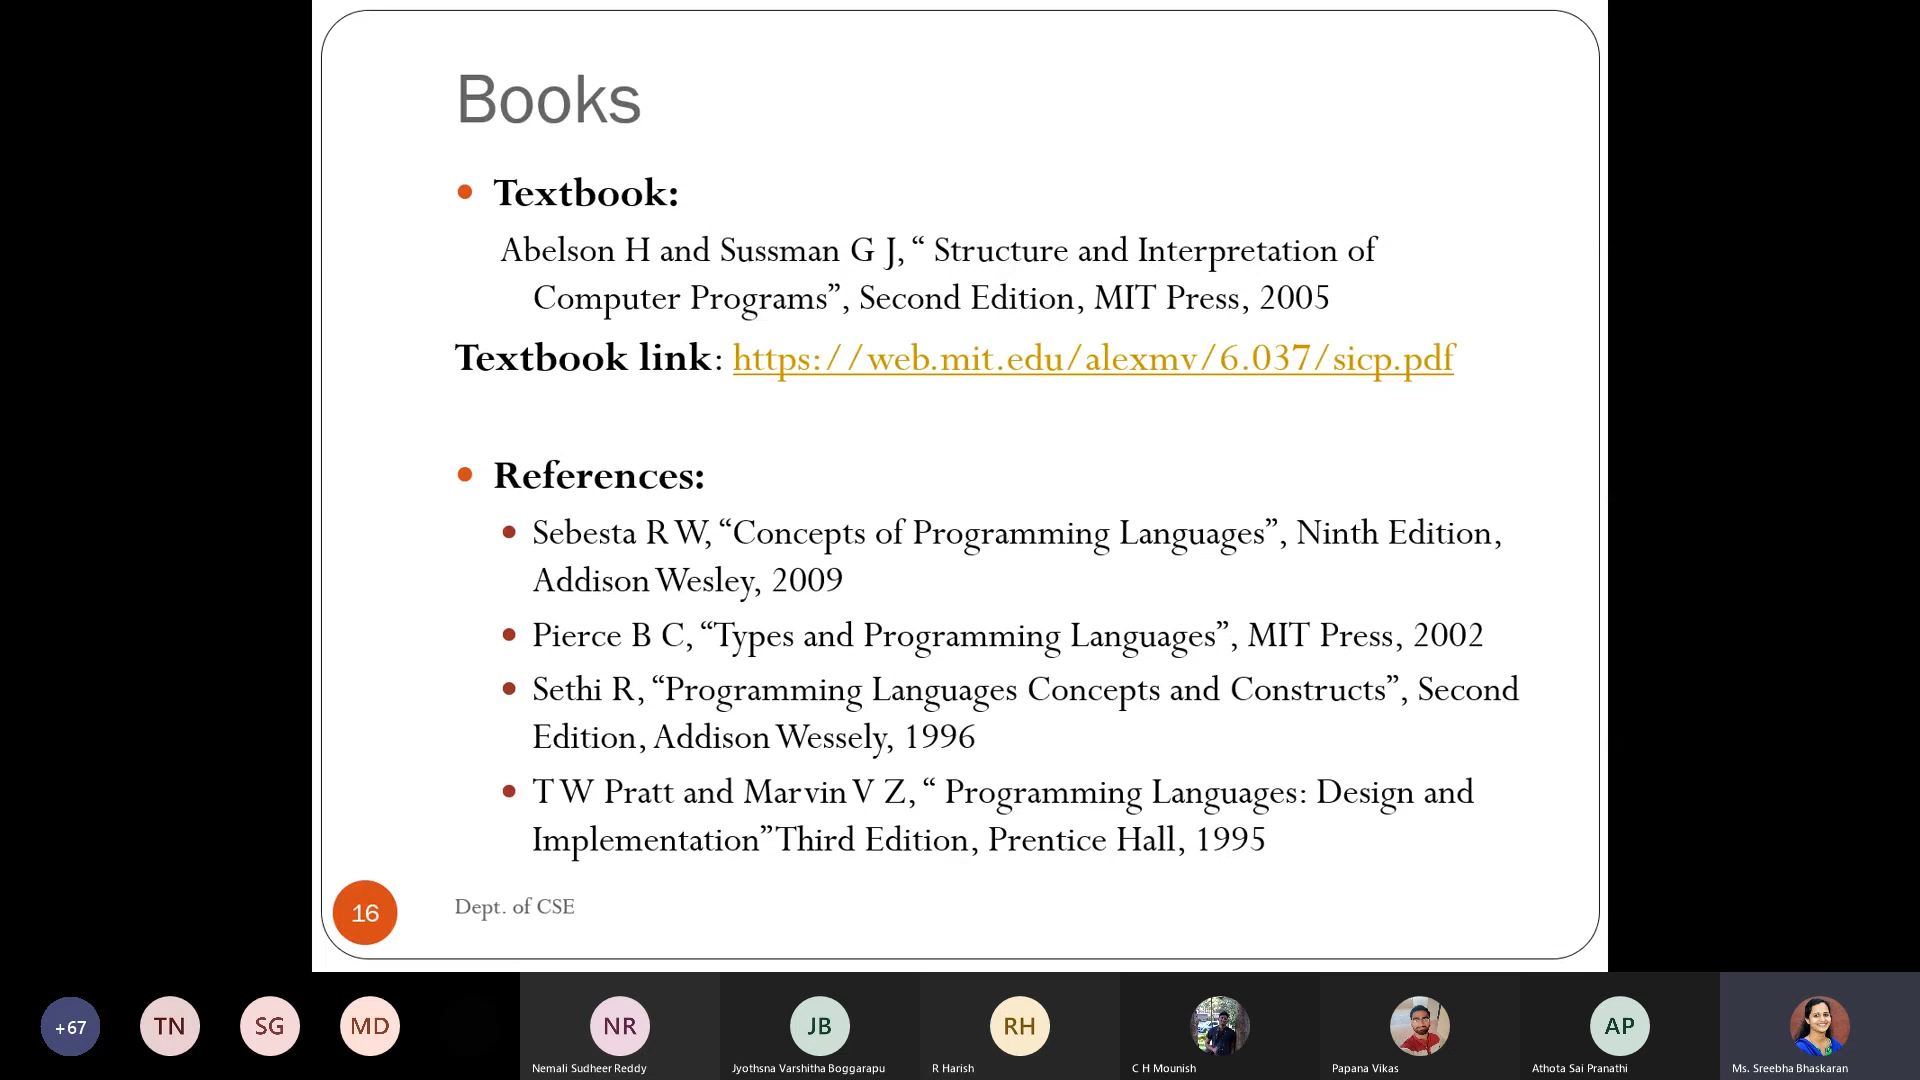 Books
Textbook:
Abelson H and Sussman G J, “ Structure and Interpretation of
Computer Programs”, Second Edition, MIT Press, 2005
Textbook link: https://web.mit.edu/alexmv/6.037/sicp.pdf
References:
Sebesta R W, “Concepts of Programming Languages”, Ninth Edition,
Addison Wesley, 2009
Pierce B C, “Types and Programming Languages”, MIT Press, 2002
Sethi R, “Programming Languages Concepts and Constructs”, Second
Edition, Addison Wessely, 1996
T W Pratt and Marvin V Z, “ Programming Languages: Design and
Implementation” Third Edition, Prentice Hall, 1995
16
Dept. of CSE
+67
TN
SG
MD
NR
JB
RH
AP
Nemali Sudheer Reddy
Jyothsna Varshitha Boggarapu
R Harish
C H Mounish
Papana Vikas
Athota Sai Pranathi
Ms. Sreebha Bhaskaran